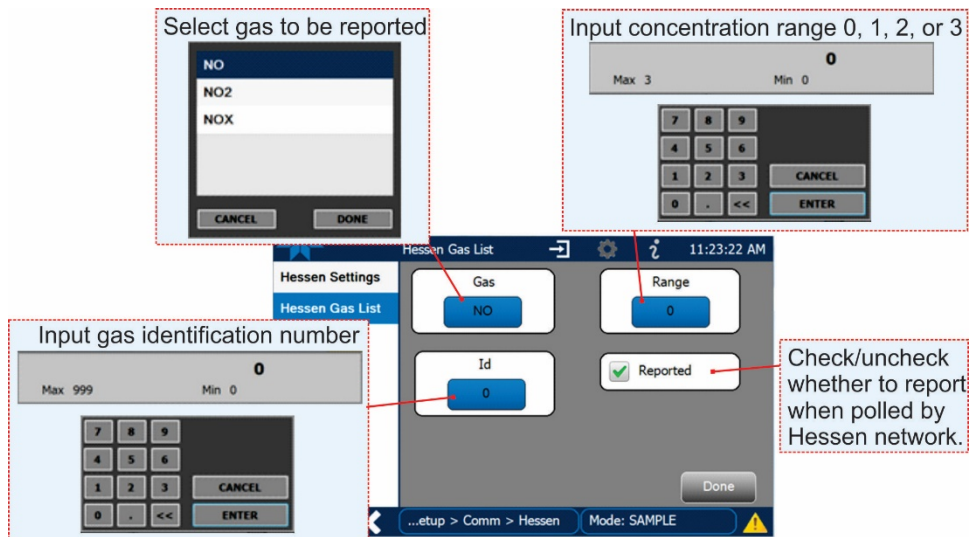 Select gas to be reported
NO
NO2
NOX
CANCEL DONE
Input concentration range 0, 1, 2, or 3
0
Max 3 Min 0
7 8 9
4 5 6
1 2 3 CANCEL
0 . << ENTER
Hessen Gas List 11:23:22 AM
Hessen Settings
Hessen Gas List
Gas
NO
Range
0
Id
0
Reported
Done
...etup > Comm > Hessen Mode: SAMPLE
Input gas identification number
0
Max 999 Min 0
7 8 9
4 5 6
1 2 3 CANCEL
0 . << ENTER
Check/uncheck
whether to report
when polled by
Hessen network.